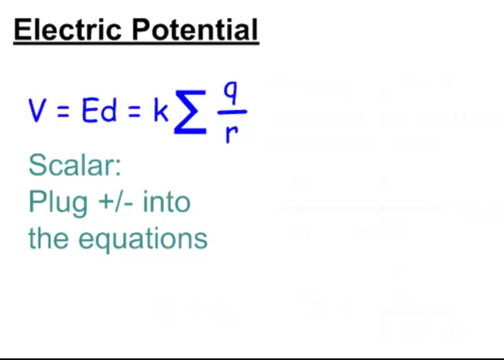 Electric Potential
V = Ed = k∑ q/r
Scalar:
Plug +/- into
the equations